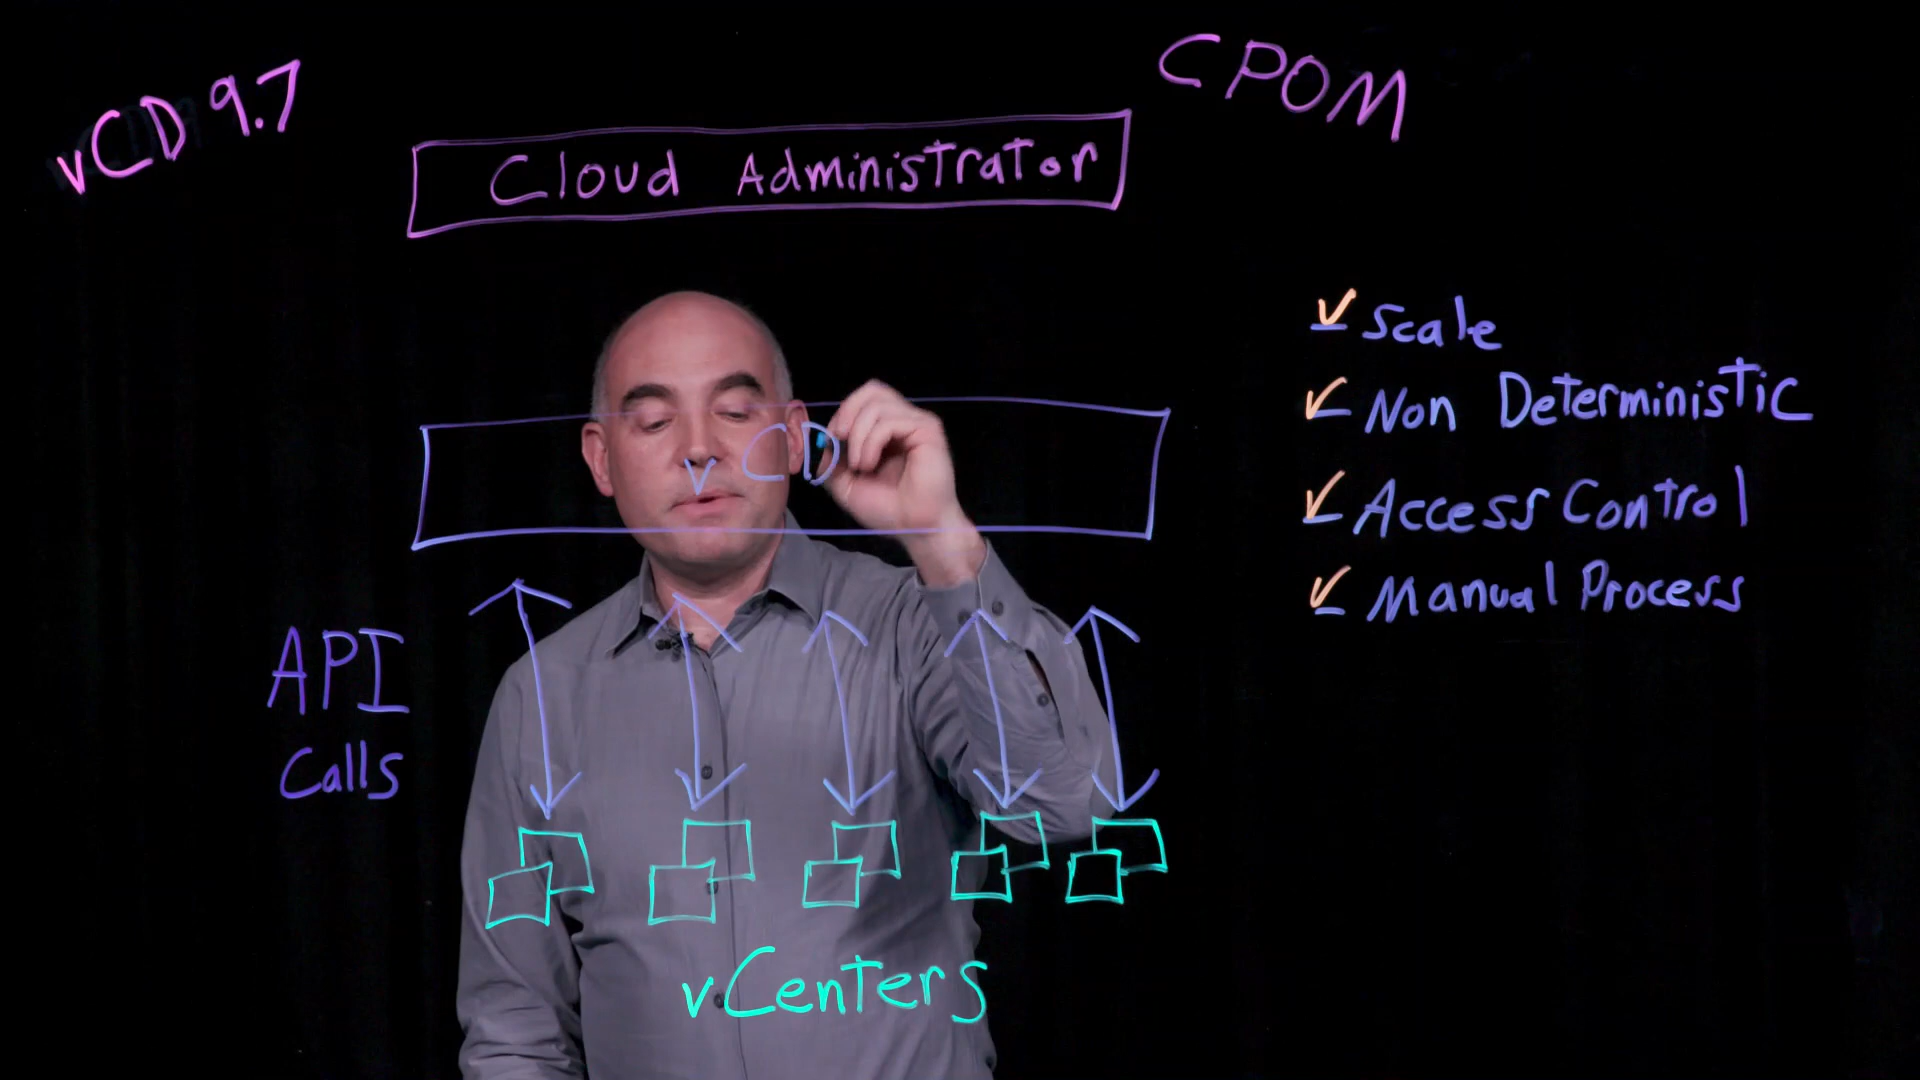 vCD 9.7
CPOM
Cloud Administrator
vCD
Scale
Non Deterministic
Access Control
Manual Process
API
Calls
vCenters